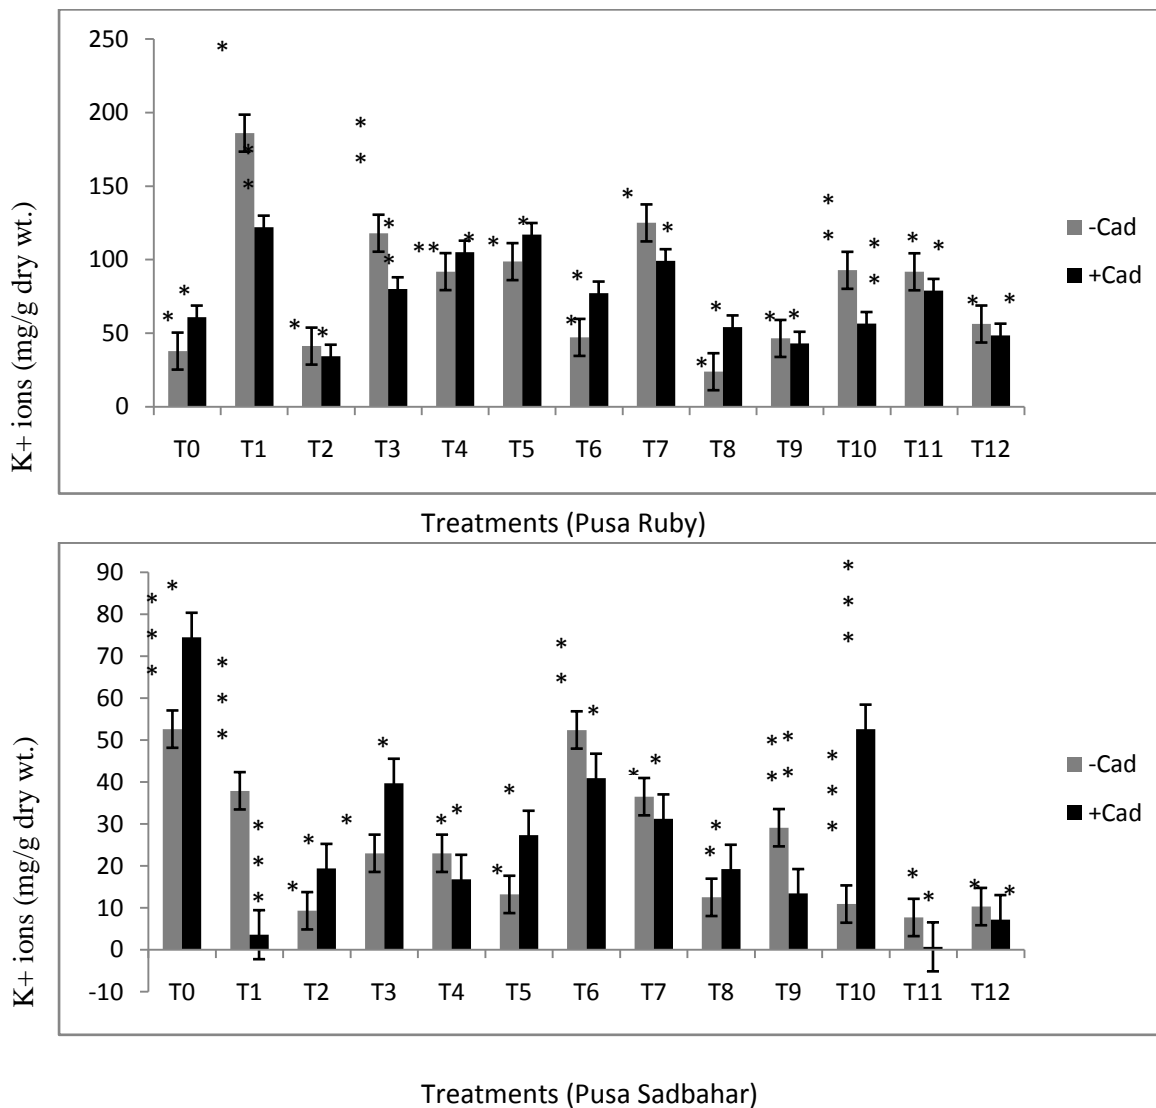 250
200
150
100
50
0
K+ ions (mg/g dry wt.)
T0 T1 T2 T3 T4 T5 T6 T7 T8 T9 T10 T11 T12
-Cad
+Cad
Treatments (Pusa Ruby)
90
80
70
60
50
40
30
20
10
0
-10
K+ ions (mg/g dry wt.)
T0 T1 T2 T3 T4 T5 T6 T7 T8 T9 T10 T11 T12
-Cad
+Cad
Treatments (Pusa Sadbahar)